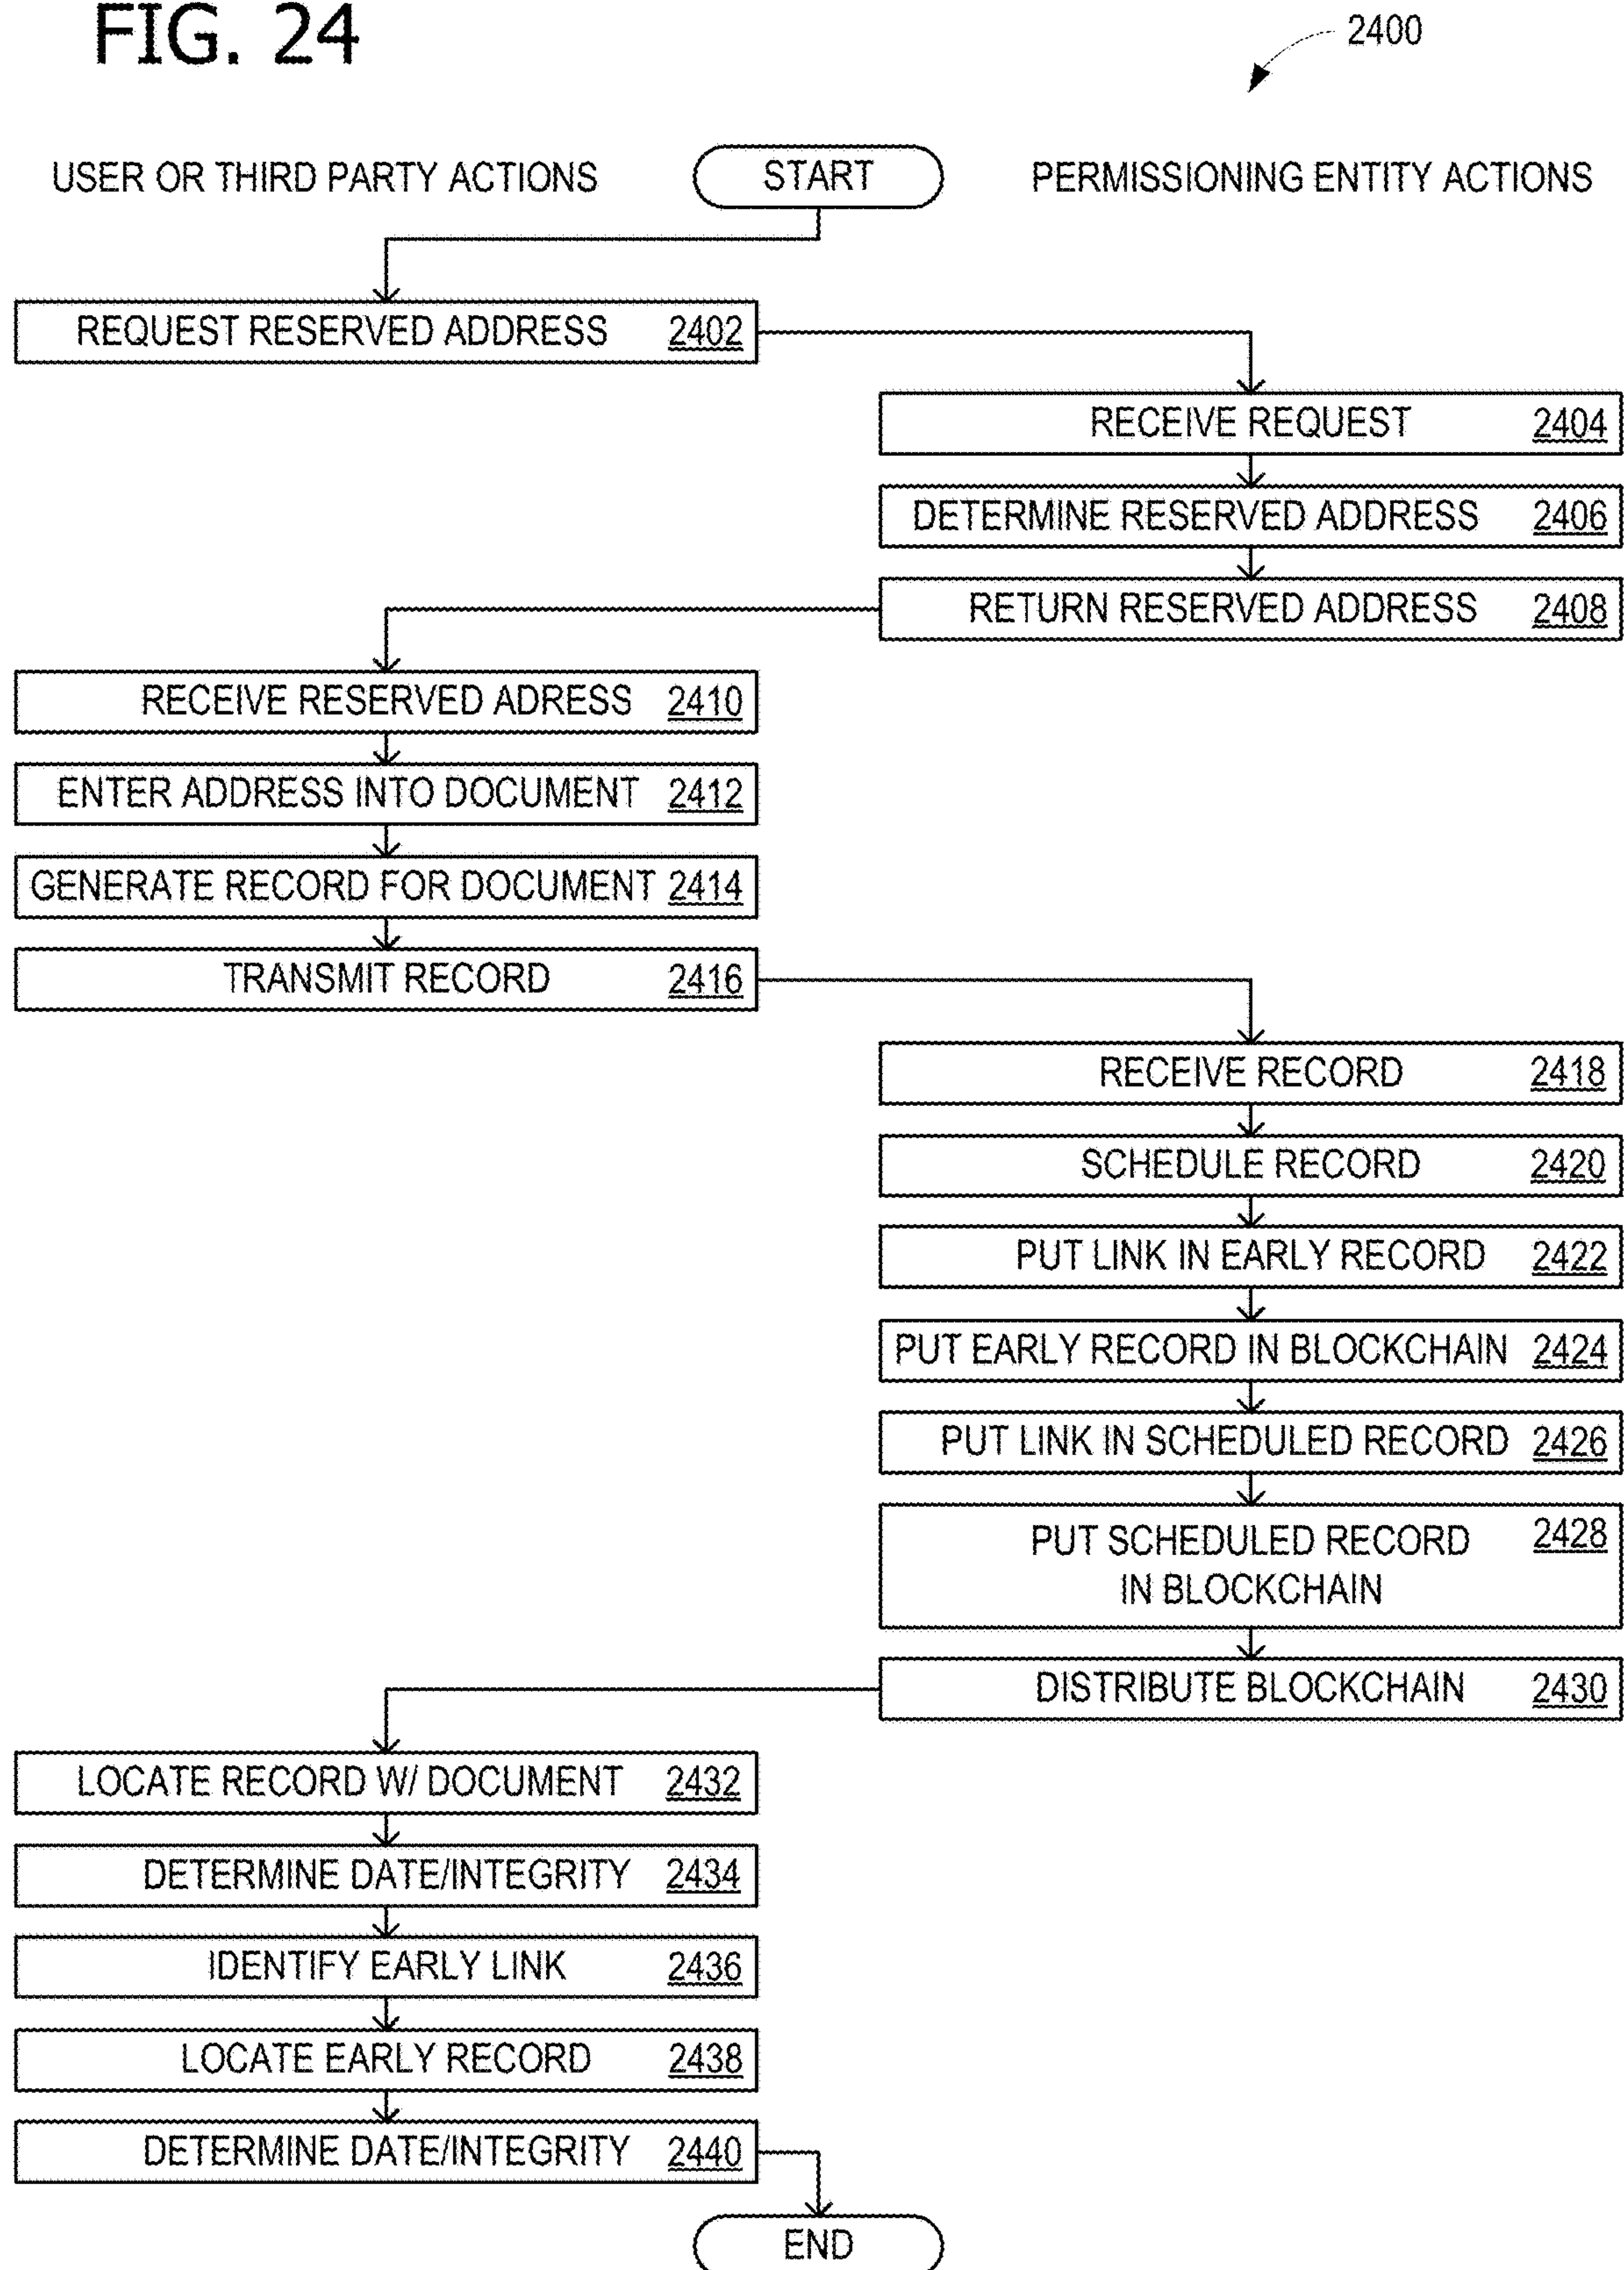 FIG. 24
2400
USER OR THIRD PARTY ACTIONS
START
PERMISSIONING ENTITY ACTIONS
REQUEST RESERVED ADDRESS 2402
RECEIVE REQUEST 2404
DETERMINE RESERVED ADDRESS 2406
RETURN RESERVED ADDRESS 2408
RECEIVE RESERVED ADRESS 2410
ENTER ADDRESS INTO DOCUMENT 2412
GENERATE RECORD FOR DOCUMENT 2414
TRANSMIT RECORD 2416
RECEIVE RECORD 2418
SCHEDULE RECORD 2420
PUT LINK IN EARLY RECORD 2422
PUT EARLY RECORD IN BLOCKCHAIN 2424
PUT LINK IN SCHEDULED RECORD 2426
PUT SCHEDULED RECORD 2428
IN BLOCKCHAIN
DISTRIBUTE BLOCKCHAIN 2430
LOCATE RECORD W/ DOCUMENT 2432
DETERMINE DATE/INTEGRITY 2434
IDENTIFY EARLY LINK 2436
LOCATE EARLY RECORD 2438
DETERMINE DATE/INTEGRITY 2440
END